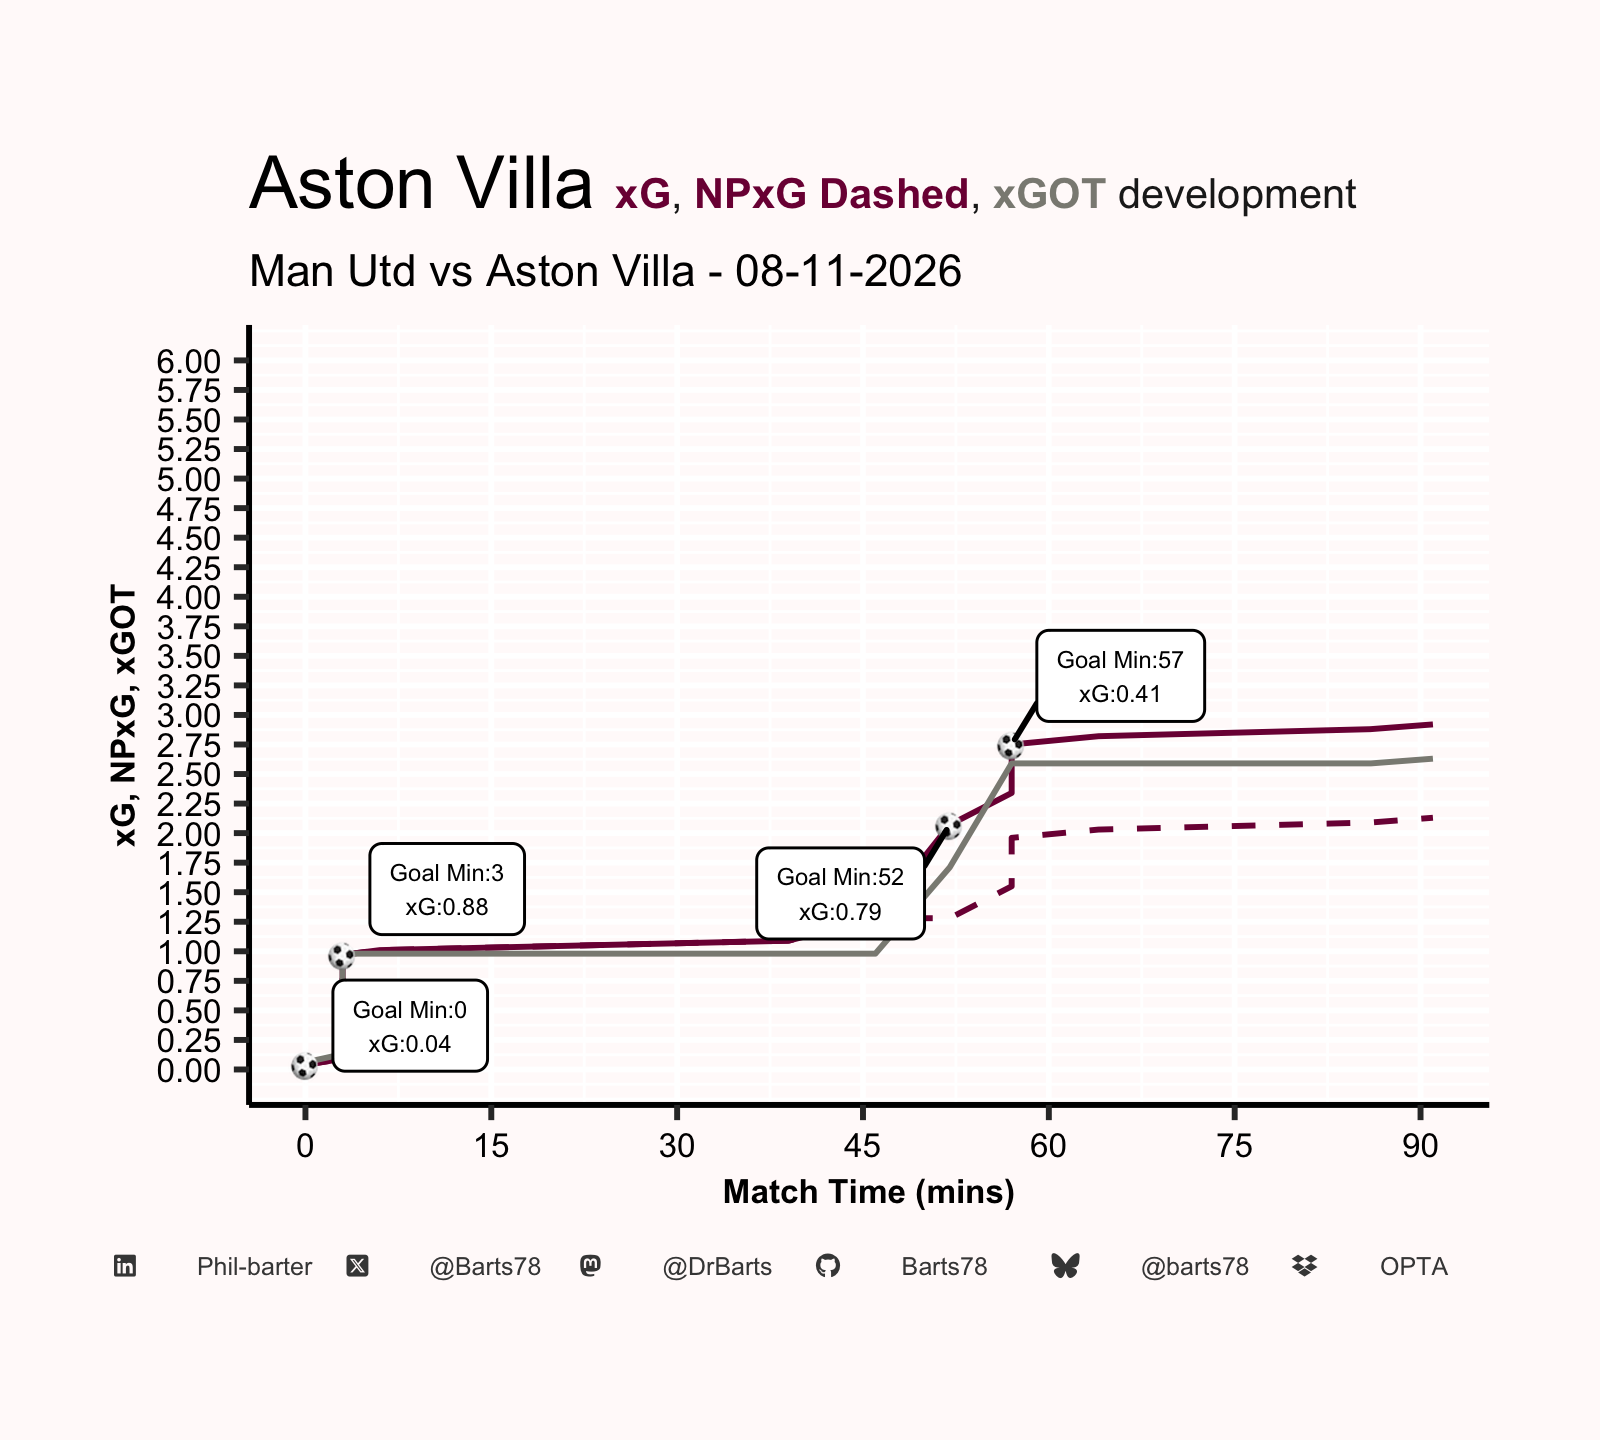 Aston Villa xG, NPxG Dashed, xGOT development
Man Utd vs Aston Villa - 08-11-2026
xG, NPxG, xGOT
6.00
5.75
5.50
5.25
5.00
4.75
4.50
4.25
4.00
3.75
3.50
3.25
3.00
2.75
2.50
2.25
2.00
1.75
1.50
1.25
1.00
0.75
0.50
0.25
0.00
Goal Min:57
xG:0.41
Goal Min:3
xG:0.88
Goal Min:52
xG:0.79
Goal Min:0
xG:0.04
0 15 30 45 60 75 90
Match Time (mins)
Phil-barter @Barts78 @DrBarts Barts78 @barts78 OPTA